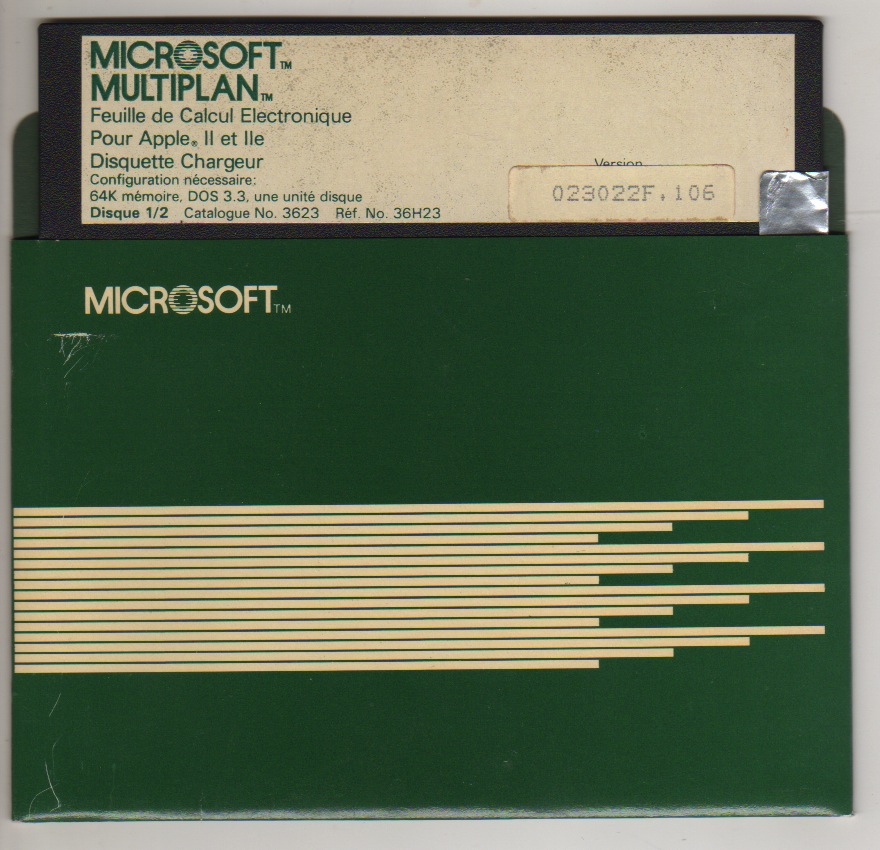 MICROSOFT™
MULTIPLAN™
Feuille de Calcul Electronique
Pour Apple® II et IIe
Disquette Chargeur
Configuration nécessaire:
64K mémoire, DOS 3.3, une unité disque
Disque 1/2 Catalogue No. 3623 Réf. No. 36H23
Version
023022F.106
MICROSOFT™